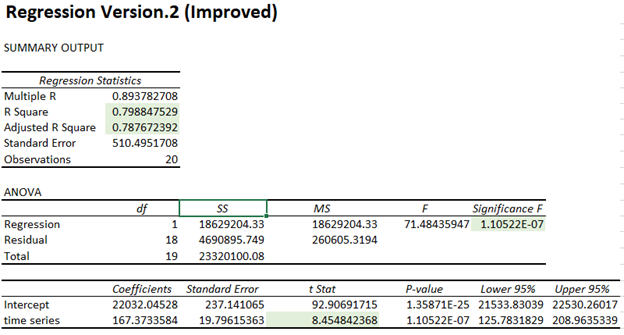 Regression Version.2 (Improved)
SUMMARY OUTPUT
Regression Statistics
Multiple R 0.893782708
R Square 0.798847529
Adjusted R Square 0.787672392
Standard Error 510.4951708
Observations 20
ANOVA
df SS MS F Significance F
Regression 1 18629204.33 18629204.33 71.48435947 1.10522E-07
Residual 18 4690895.749 260605.3194
Total 19 23320100.08
Coefficients Standard Error t Stat P-value Lower 95% Upper 95%
Intercept 22032.04528 237.141065 92.90691715 1.35871E-25 21533.83039 22530.26017
time series 167.3733584 19.79615363 8.454842368 1.10522E-07 125.7831829 208.9635339